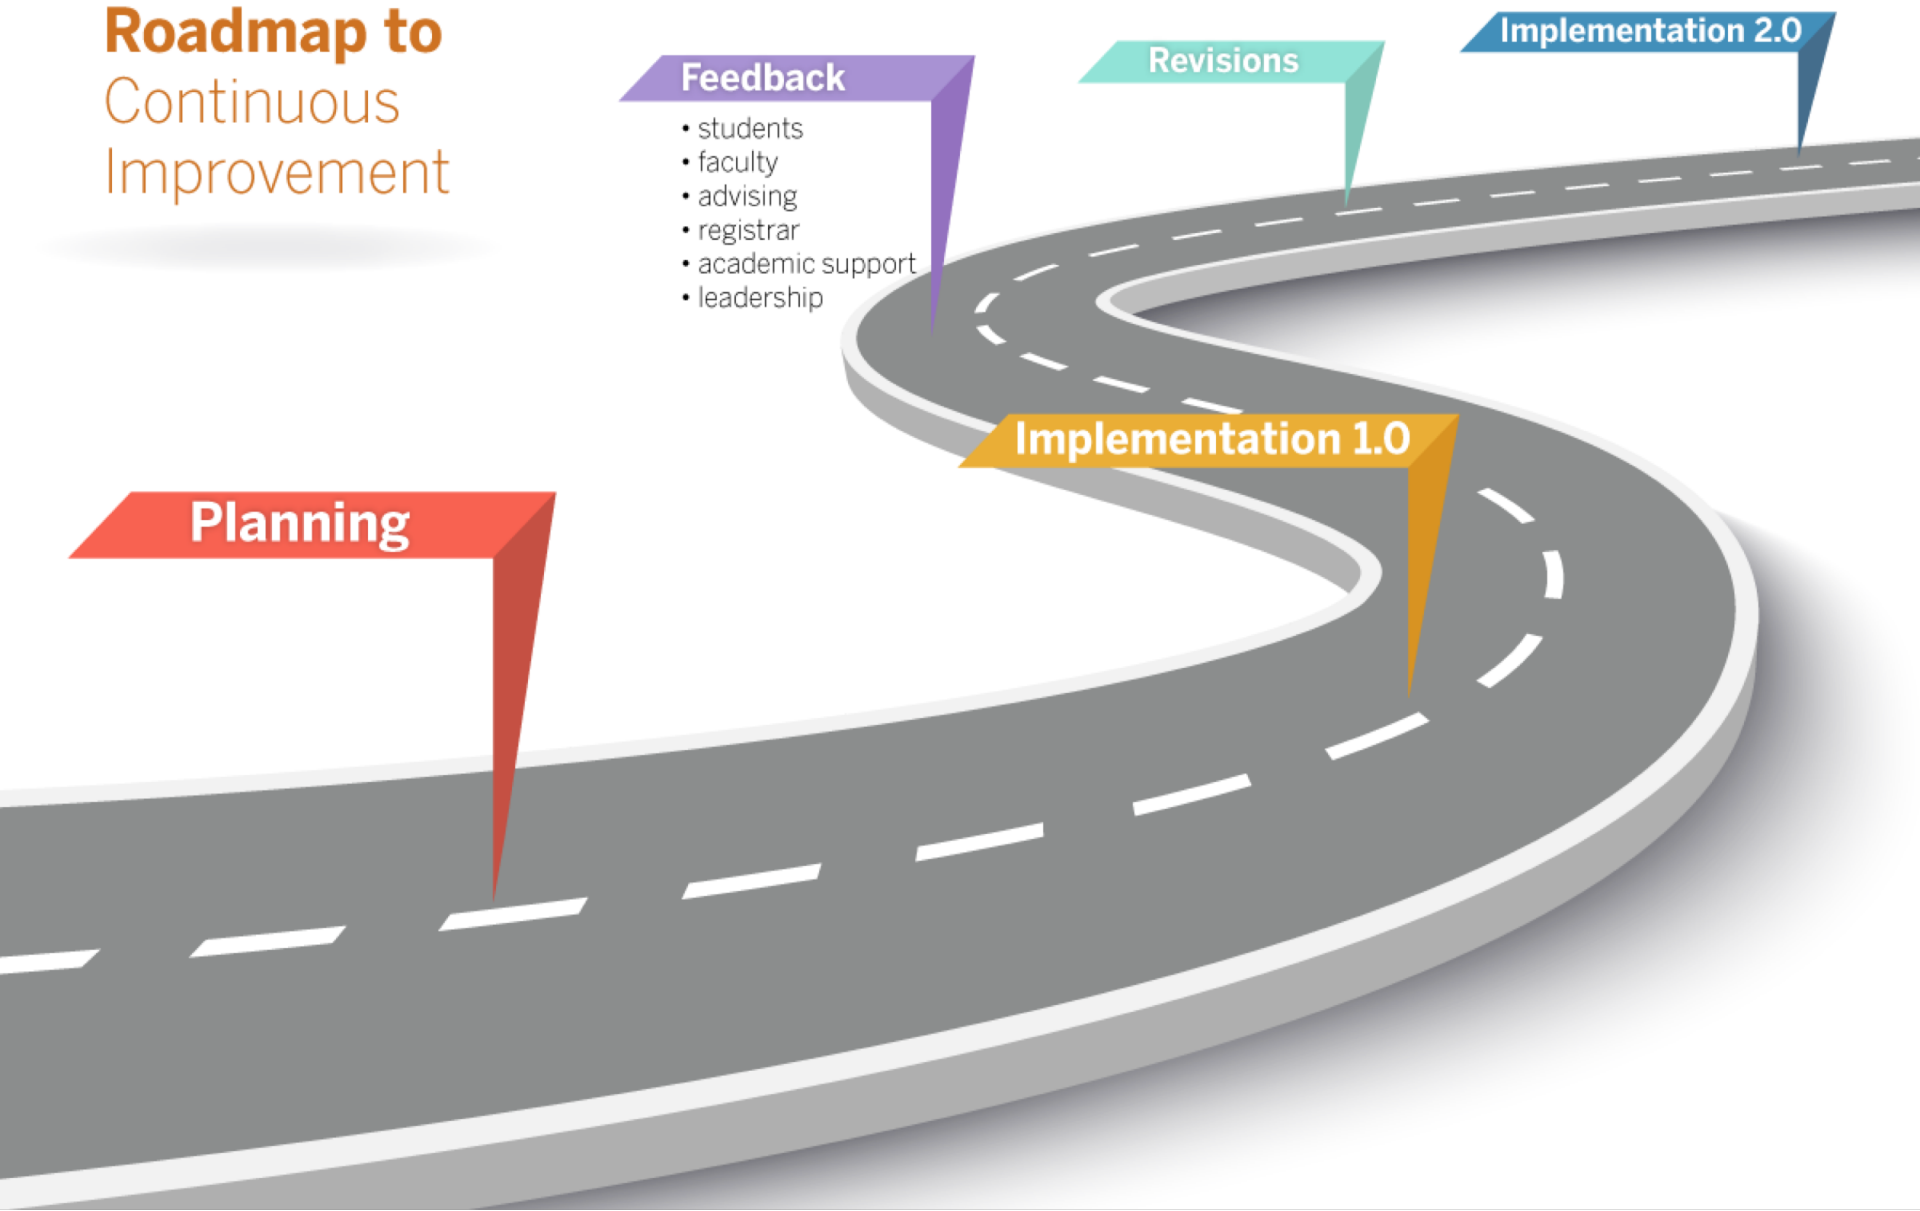 Roadmap to
Continuous
Improvement
Feedback
• students
• faculty
• advising
• registrar
• academic support
• leadership
Revisions
Implementation 2.0
Implementation 1.0
Planning